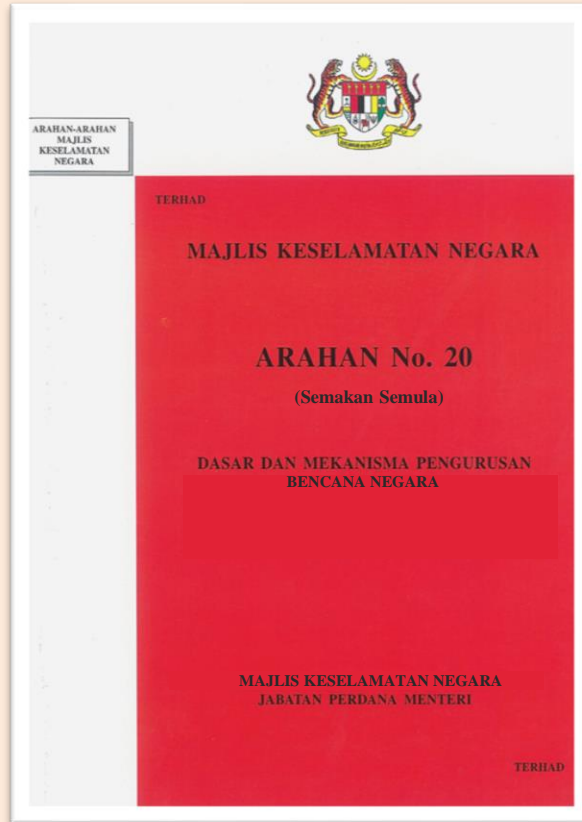 ARAHAN-ARAHAN
MAJLIS
KESELAMATAN
NEGARA
TERHAD
MAJLIS KESELAMATAN NEGARA
ARAHAN No. 20
(Semakan Semula)
DASAR DAN MEKANISMA PENGURUSAN
BENCANA NEGARA
MAJLIS KESELAMATAN NEGARA
JABATAN PERDANA MENTERI
TERHAD